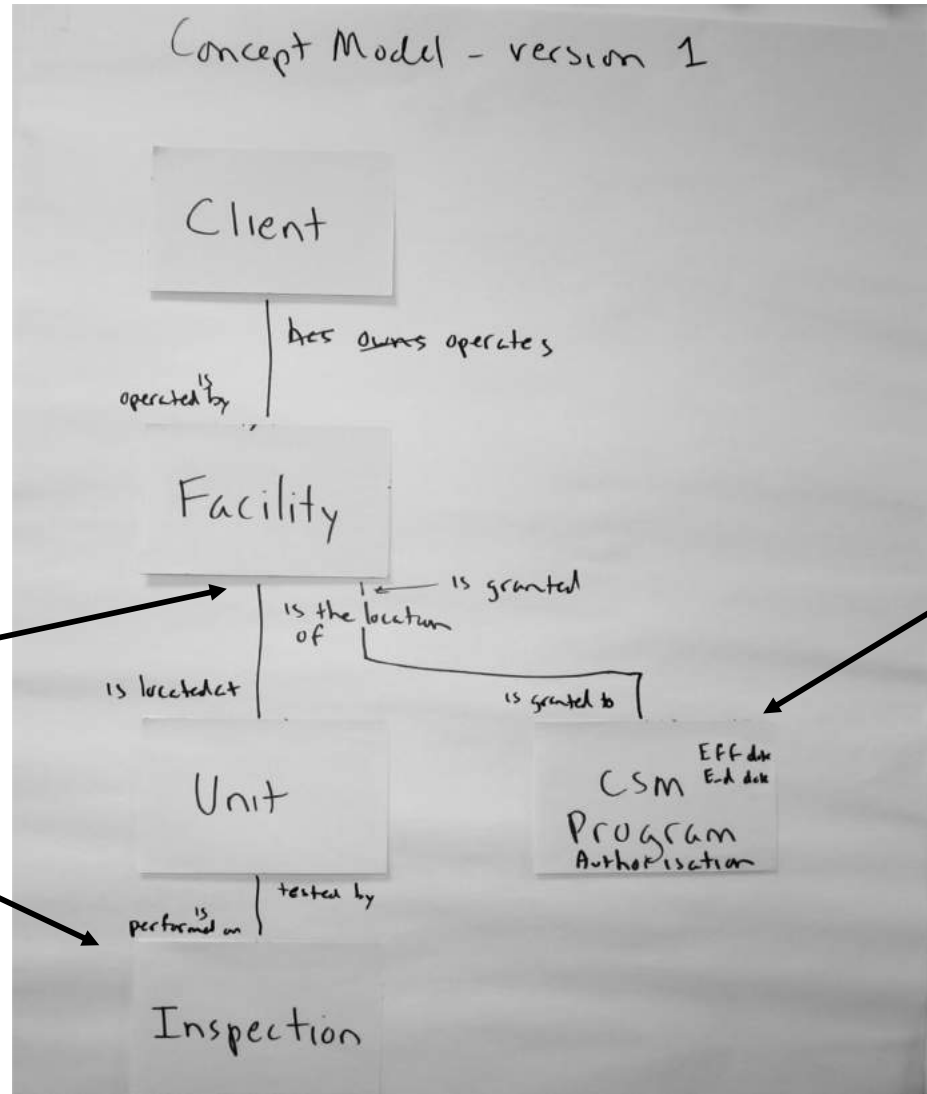 Concept Model - version 1
Client
has owns operates
is
operated by
Facility
is granted
is the location
of
is located at
is granted to
Unit
Eff date
End date
CSM
Program
Authorisation
tested by
is
performed on
Inspection